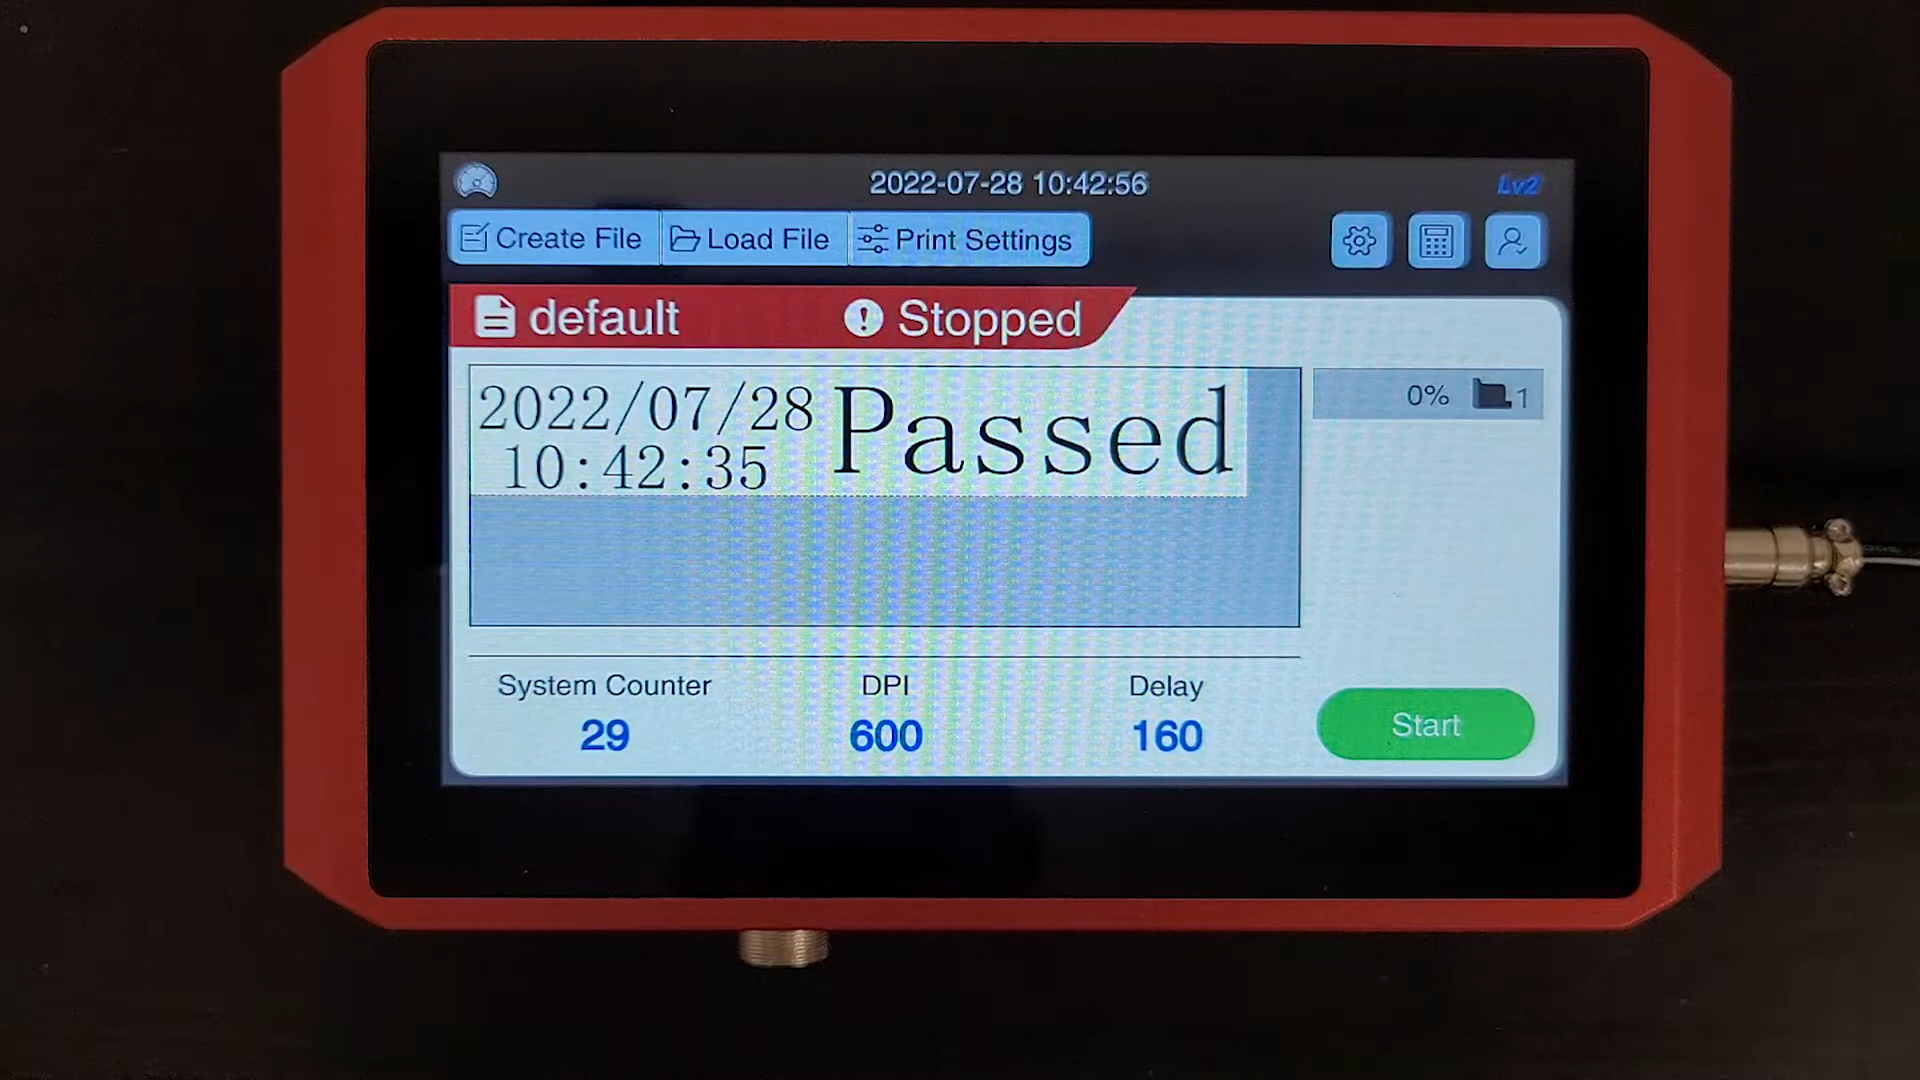 2022-07-28 10:42:56
Lv2
Create File
Load File
Print Settings
default
Stopped
2022/07/28
10:42:35
Passed
0%
1
System Counter
DPI
Delay
29
600
160
Start